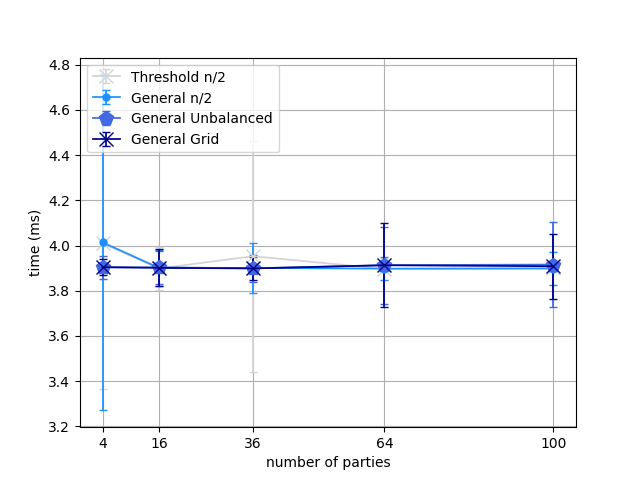 4.8
4.6
4.4
4.2
4.0
3.8
3.6
3.4
3.2
time (ms)
Threshold n/2
General n/2
General Unbalanced
General Grid
4 16 36 64 100
number of parties